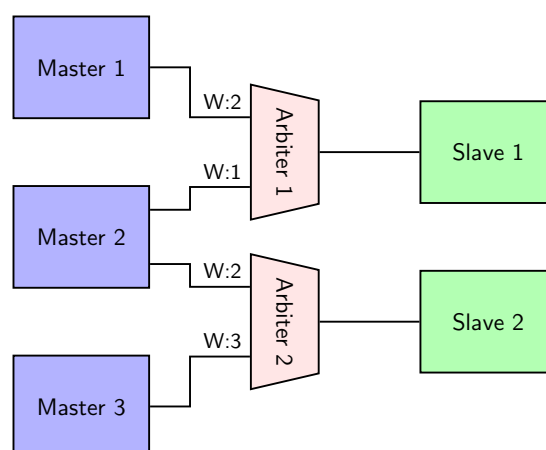 Master 1
W:2
Arbiter 1
Slave 1
W:1
Master 2
W:2
Arbiter 2
Slave 2
W:3
Master 3